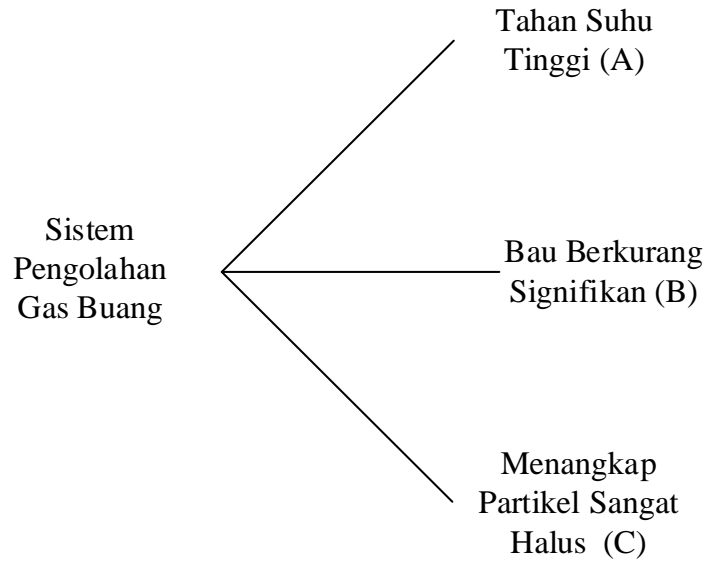 Tahan Suhu
Tinggi (A)
Sistem
Pengolahan
Gas Buang
Bau Berkurang
Signifikan (B)
Menangkap
Partikel Sangat
Halus (C)